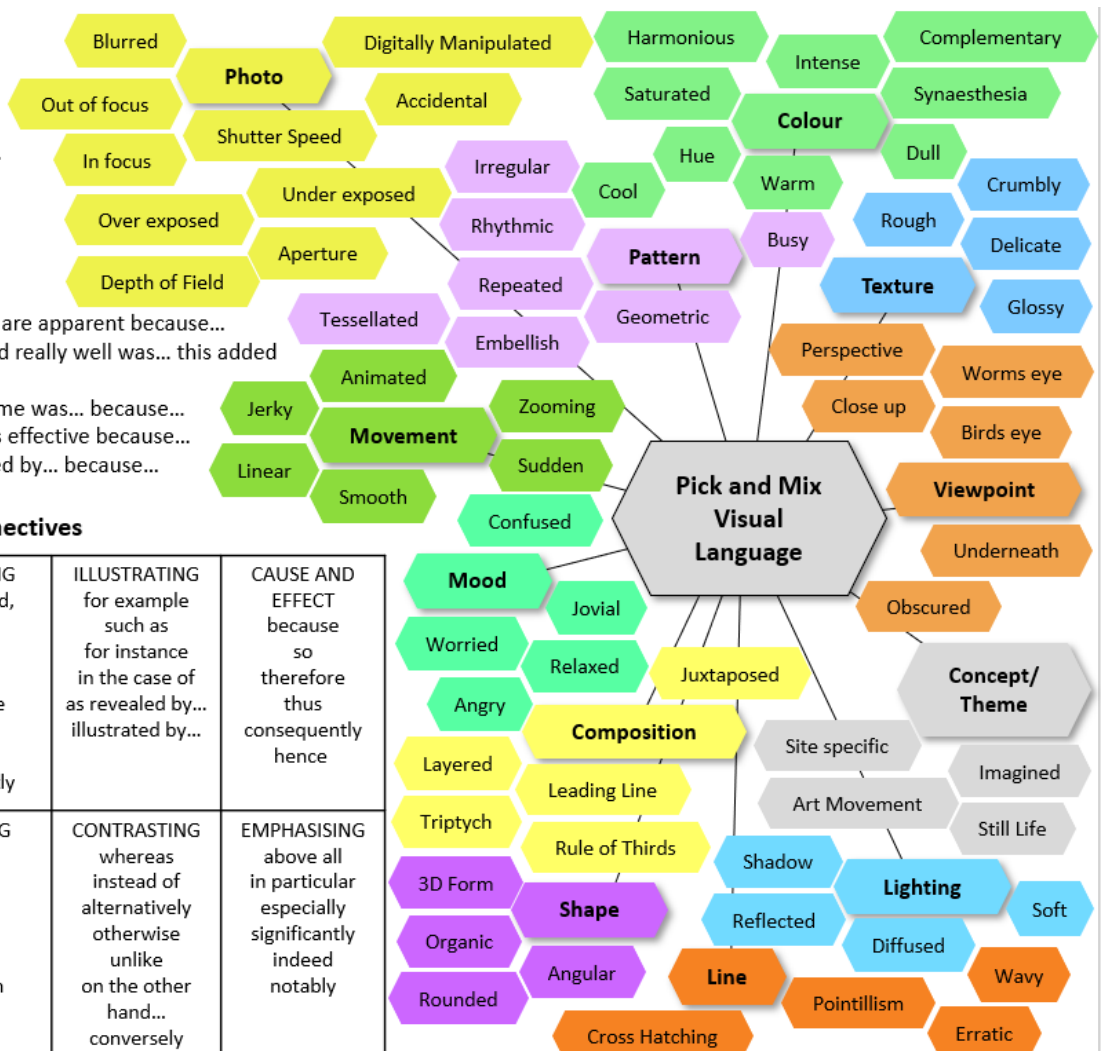 Blurred
Digitally Manipulated
Photo
Out of focus
Accidental
Shutter Speed
In focus
Under exposed
Over exposed
Aperture
Depth of Field
Harmonious
Complementary
Intense
Saturated
Synaesthesia
Colour
Hue
Dull
Cool
Warm
Irregular
Rhythmic
Busy
Pattern
Repeated
Geometric
Tessellated
Embellish
Crumbly
Rough
Delicate
Texture
Glossy
are apparent because…
d really well was… this added
me was… because…
s effective because…
ed by… because…
Animated
Jerky
Zooming
Movement
Linear
Sudden
Smooth
Perspective
Worms eye
Close up
Birds eye
Viewpoint
Underneath
Obscured
Pick and Mix
Visual
Language
Confused
Mood
Jovial
Worried
Relaxed
Angry
Juxtaposed
Composition
Layered
Leading Line
Triptych
Rule of Thirds
Concept/
Theme
Site specific
Imagined
Art Movement
Still Life
3D Form
Shape
Organic
Angular
Rounded
Shadow
Lighting
Reflected
Soft
Diffused
Line
Wavy
Pointillism
Erratic
Cross Hatching
nectives
NG
d,
e
ly
ILLUSTRATING
for example
such as
for instance
in the case of
as revealed by…
illustrated by…
CAUSE AND
EFFECT
because
so
therefore
thus
consequently
hence
G
n
CONTRASTING
whereas
instead of
alternatively
otherwise
unlike
on the other
hand…
conversely
EMPHASISING
above all
in particular
especially
significantly
indeed
notably